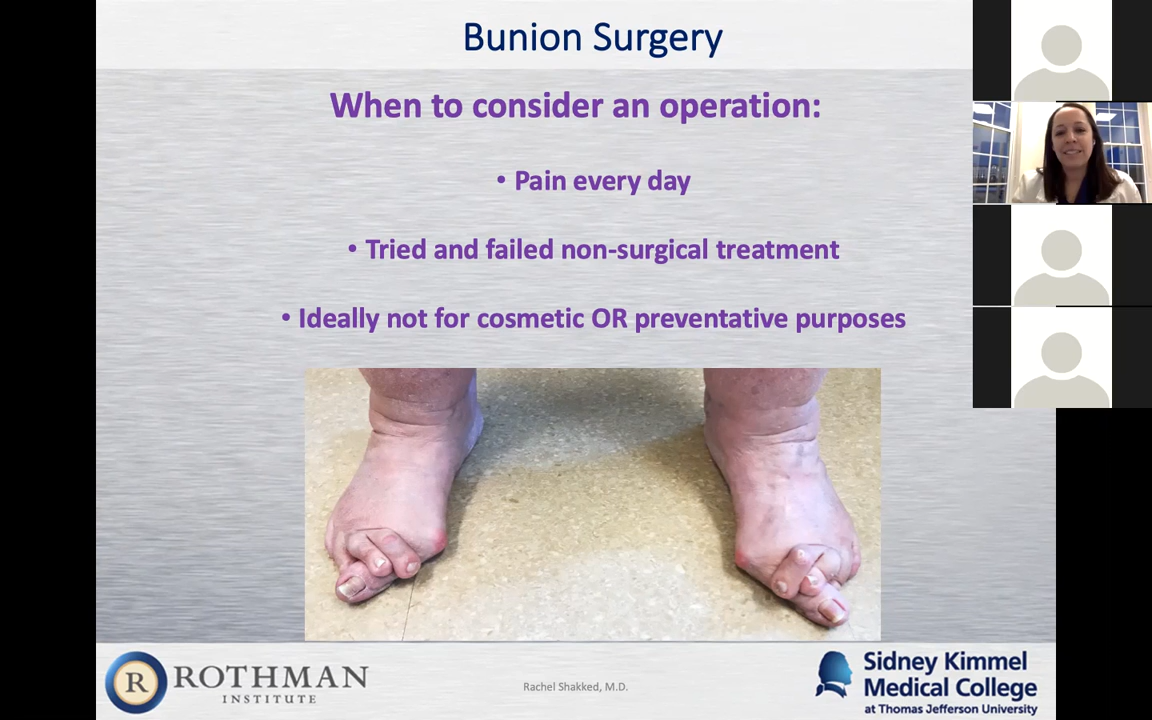 Bunion Surgery
When to consider an operation:
• Pain every day
• Tried and failed non-surgical treatment
• Ideally not for cosmetic OR preventative purposes
R ROTHMAN
INSTITUTE
Rachel Shakked, M.D.
Sidney Kimmel
Medical College
at Thomas Jefferson University